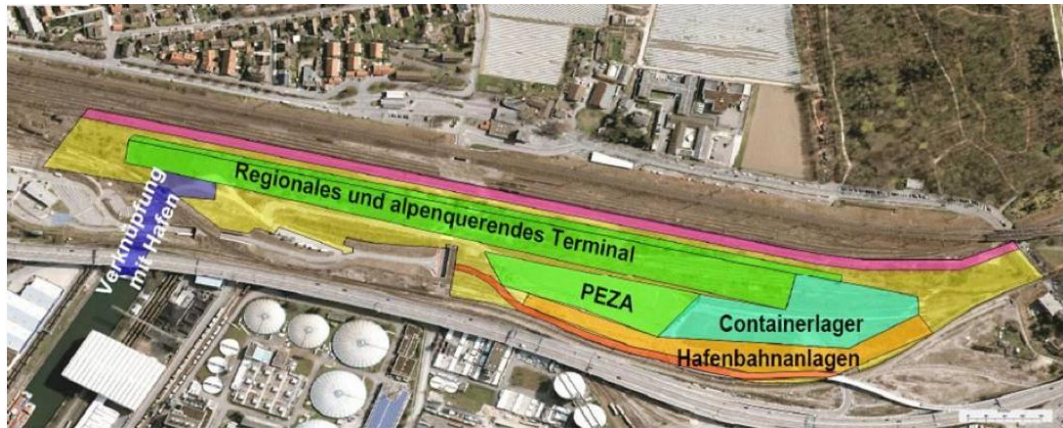 Regionales und alpenquerendes Terminal
Verknüpfung
mit Hafen
PEZA
Containerlager
Hafenbahnanlagen